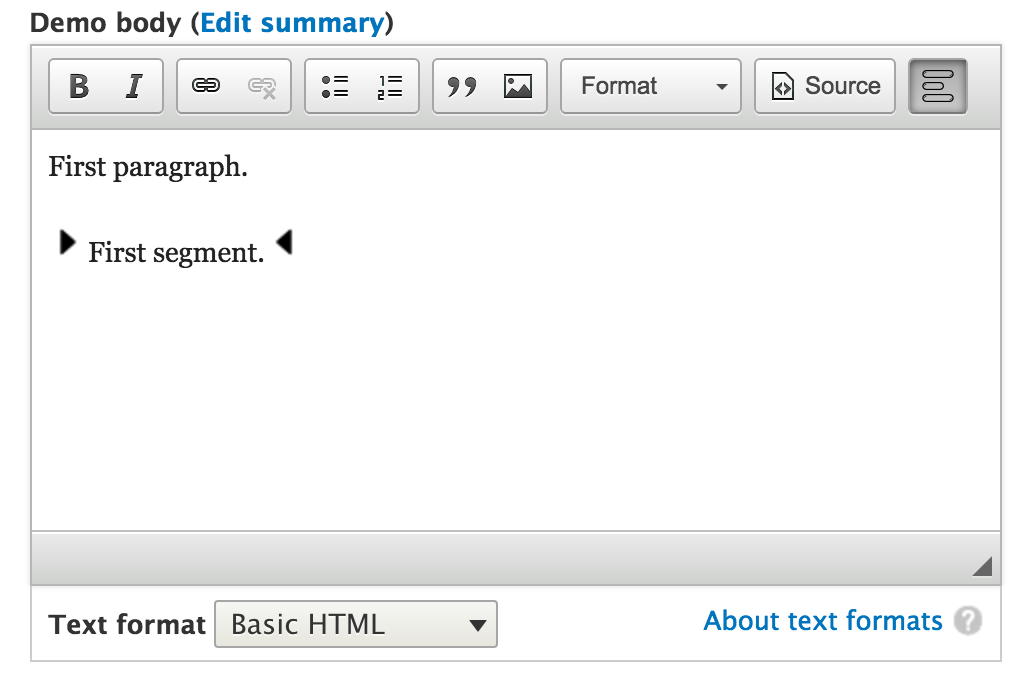 Demo body (Edit summary)
B I Format Source
First paragraph.
First segment.
Text format Basic HTML About text formats ?